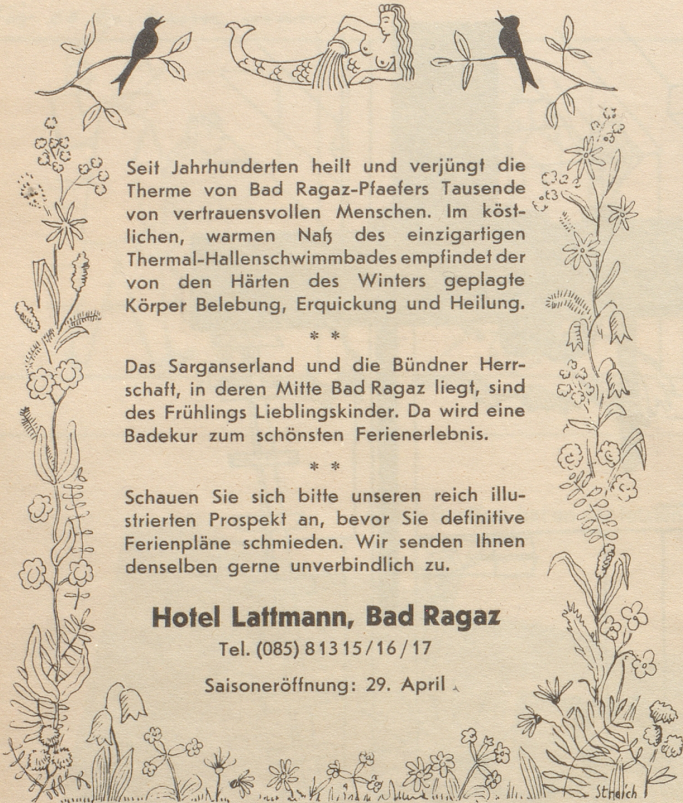 Seit Jahrhunderten heilt und verjüngt die
Therme von Bad Ragaz-Pfaefers Tausende
von vertrauensvollen Menschen. Im köst-
lichen, warmen Naß des einzigartigen
Thermal-Hallenschwimmbades empfindet der
von den Härten des Winters geplagte
Körper Belebung, Erquickung und Heilung.
* *
Das Sarganserland und die Bündner Herr-
schaft, in deren Mitte Bad Ragaz liegt, sind
des Frühlings Lieblingskinder. Da wird eine
Badekur zum schönsten Ferienerlebnis.
* *
Schauen Sie sich bitte unseren reich illu-
strierten Prospekt an, bevor Sie definitive
Ferienpläne schmieden. Wir senden Ihnen
denselben gerne unverbindlich zu.
Hotel Lattmann, Bad Ragaz
Tel. (085) 8 13 15 / 16 / 17
Saisoneröffnung: 29. April
Streich